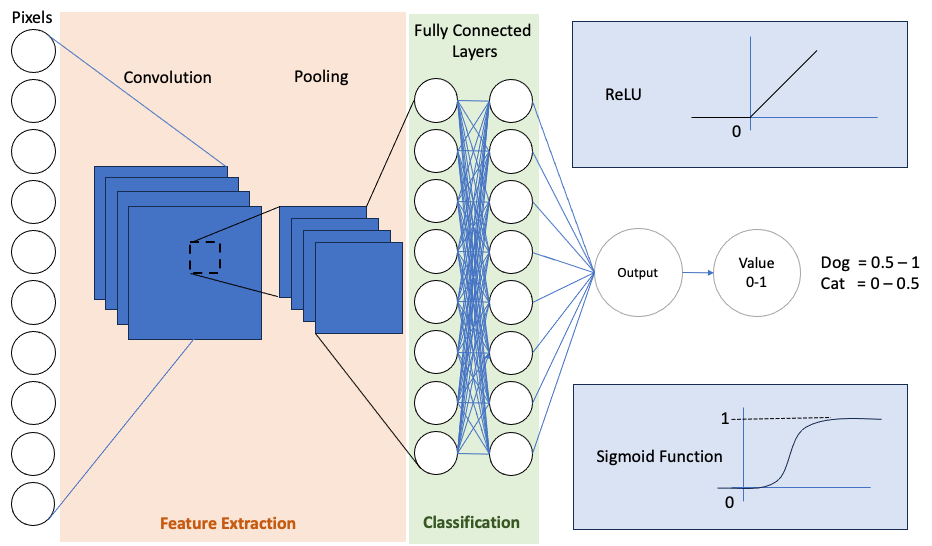 Pixels
Convolution
Pooling
Fully Connected
Layers
ReLU
0
Output
Value
0-1
Dog = 0.5 – 1
Cat = 0 – 0.5
Sigmoid Function
1
0
Feature Extraction
Classification